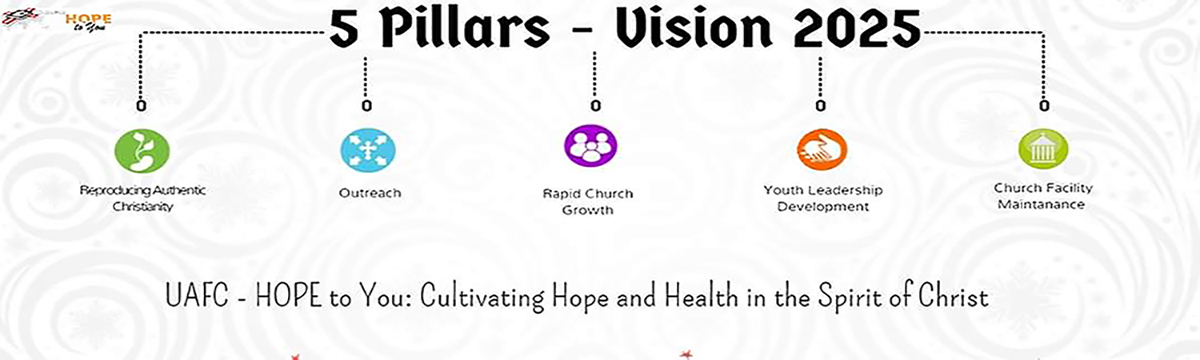 HOPE
to You
5 Pillars - Vision 2025
Reproducing Authentic
Christianity
Outreach
Rapid Church
Growth
Youth Leadership
Development
Church Facility
Maintanance
UAFC - HOPE to You: Cultivating Hope and Health in the Spirit of Christ